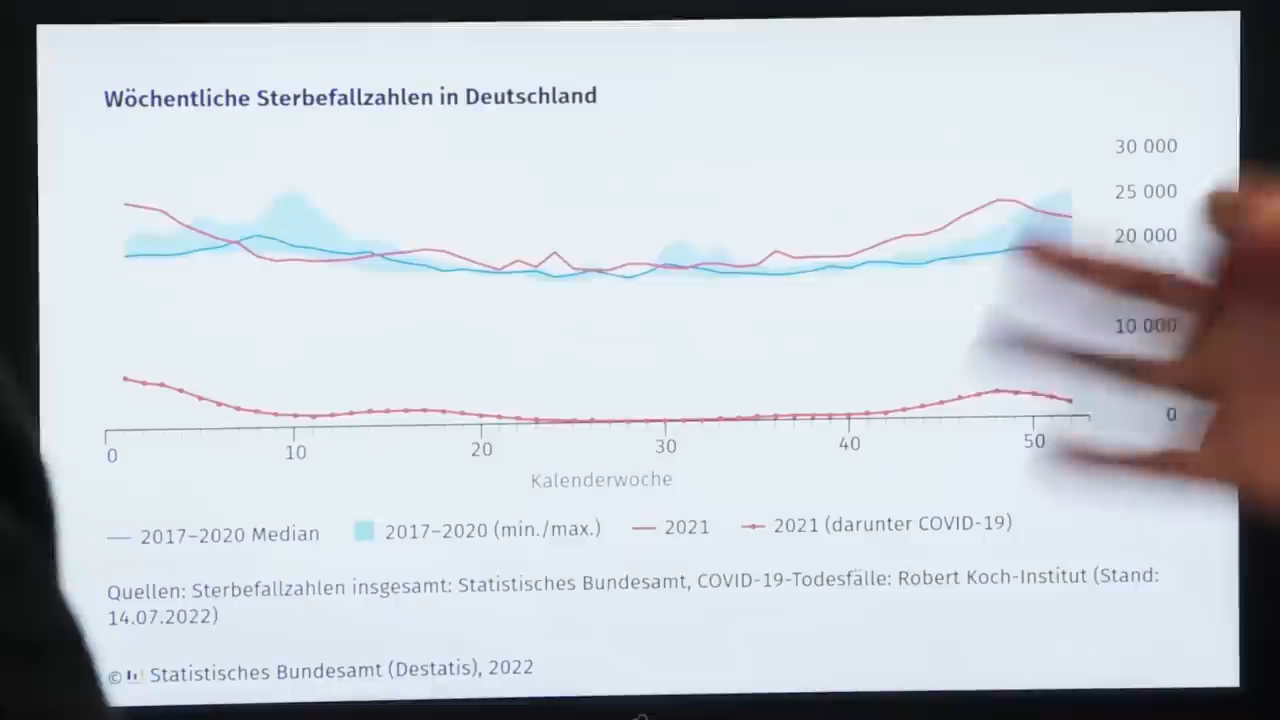 Wöchentliche Sterbefallzahlen in Deutschland
30 000
25 000
20 000
10 000
0
0 10 20 30 40 50
Kalenderwoche
2017–2020 Median 2017–2020 (min./max.) 2021 2021 (darunter COVID-19)
Quellen: Sterbefallzahlen insgesamt: Statistisches Bundesamt, COVID-19-Todesfälle: Robert Koch-Institut (Stand:
14.07.2022)
© Statistisches Bundesamt (Destatis), 2022